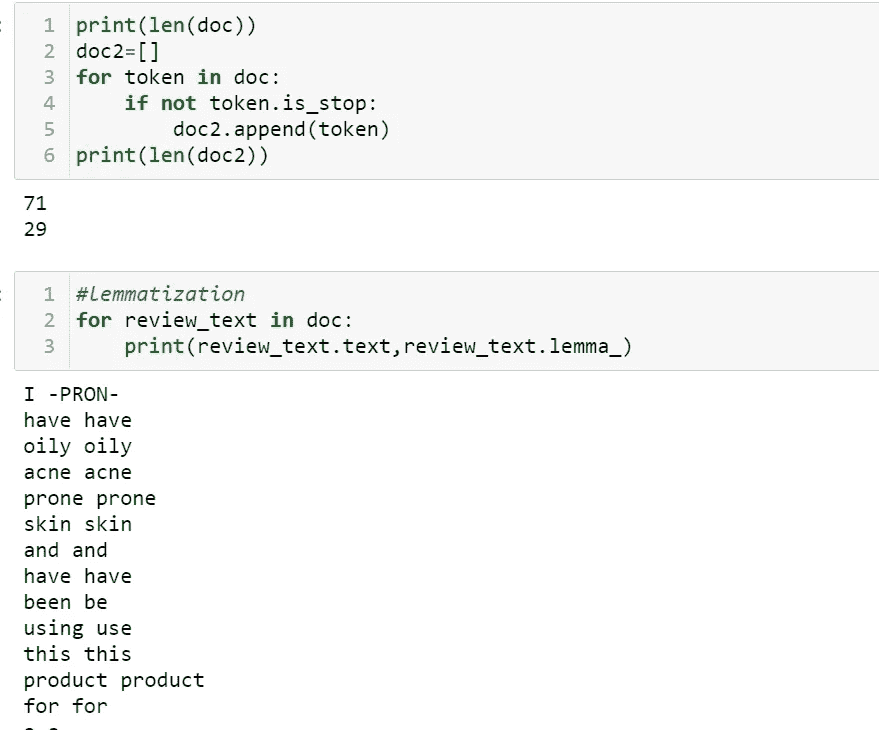 1 print(len(doc))
2 doc2=[]
3 for token in doc:
4     if not token.is_stop:
5         doc2.append(token)
6 print(len(doc2))
71
29
1 #Lemmatization
2 for review_text in doc:
3     print(review_text.text,review_text.lemma_)
I -PRON-
have have
oily oily
acne acne
prone prone
skin skin
and and
have have
been be
using use
this this
product product
for for